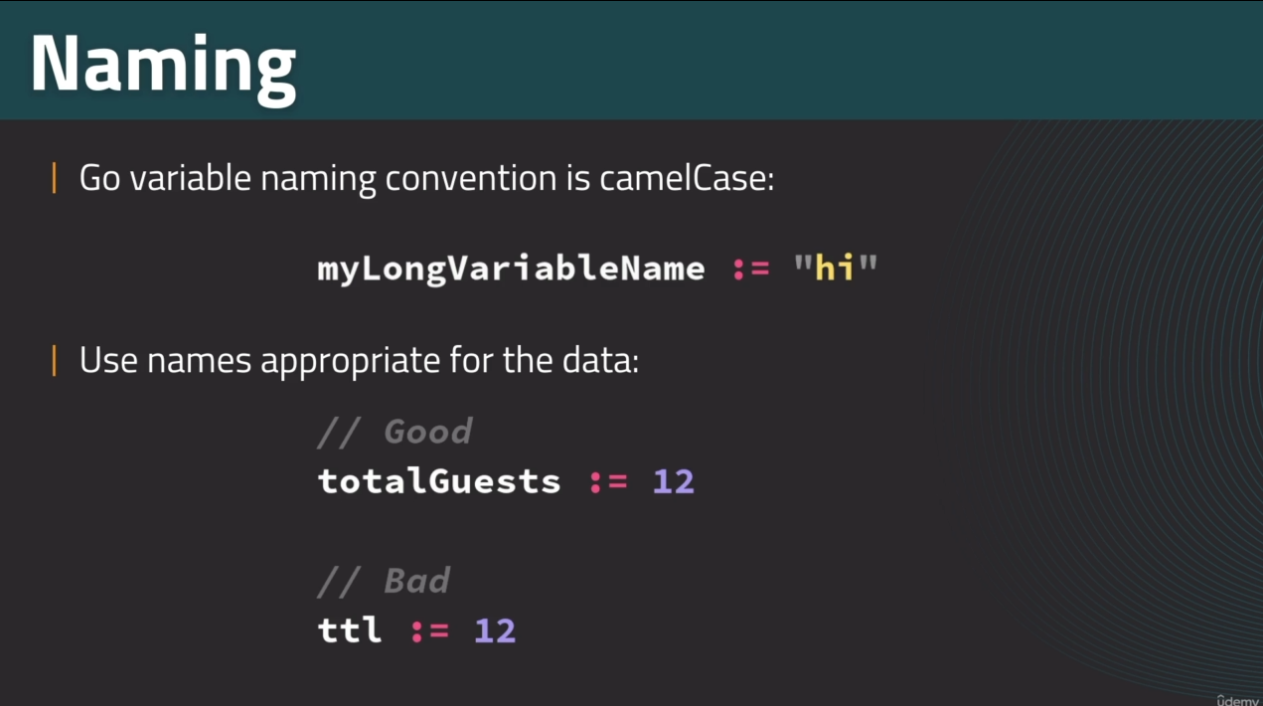 Naming
Go variable naming convention is camelCase:
myLongVariableName := "hi"
Use names appropriate for the data:
// Good
totalGuests := 12
// Bad
ttl := 12
ûdemy